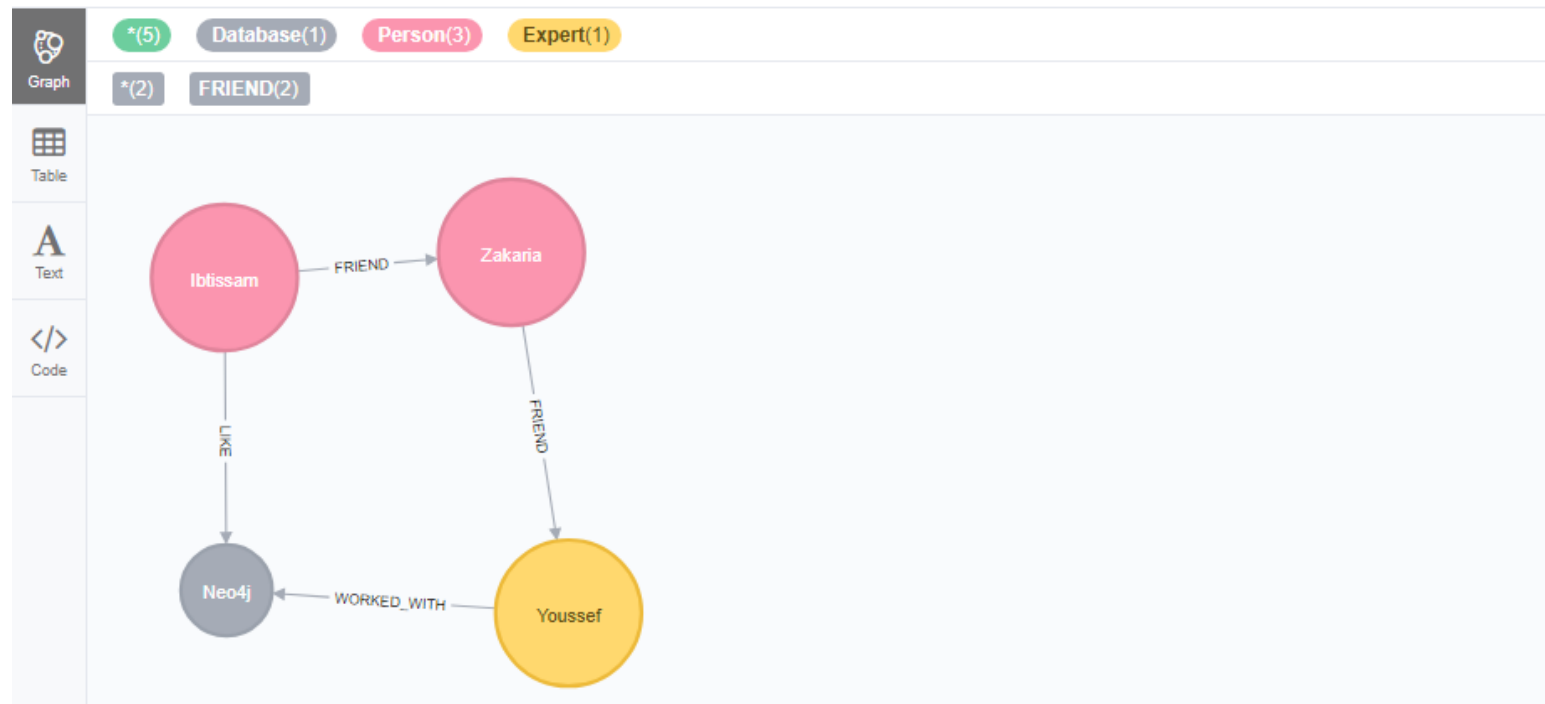 *(5) Database(1) Person(3) Expert(1)
Graph
*(2) FRIEND(2)
Table
Text
</>
Code
Ibtissam
FRIEND
Zakaria
LIKE
FRIEND
Neo4j
WORKED_WITH
Youssef